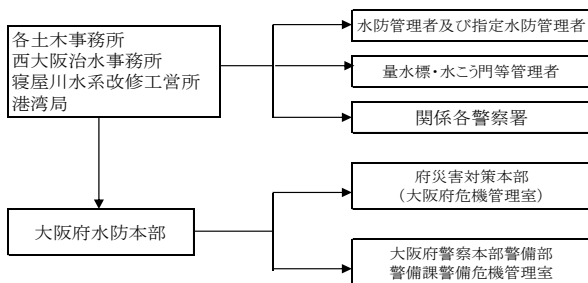 各土木事務所
西大阪治水事務所
寝屋川水系改修工営所
港湾局
水防管理者及び指定水防管理者
量水標・水こう門等管理者
関係各警察署
大阪府水防本部
府災害対策本部
（大阪府危機管理室）
大阪府警察本部警備部
警備課警備危機管理室